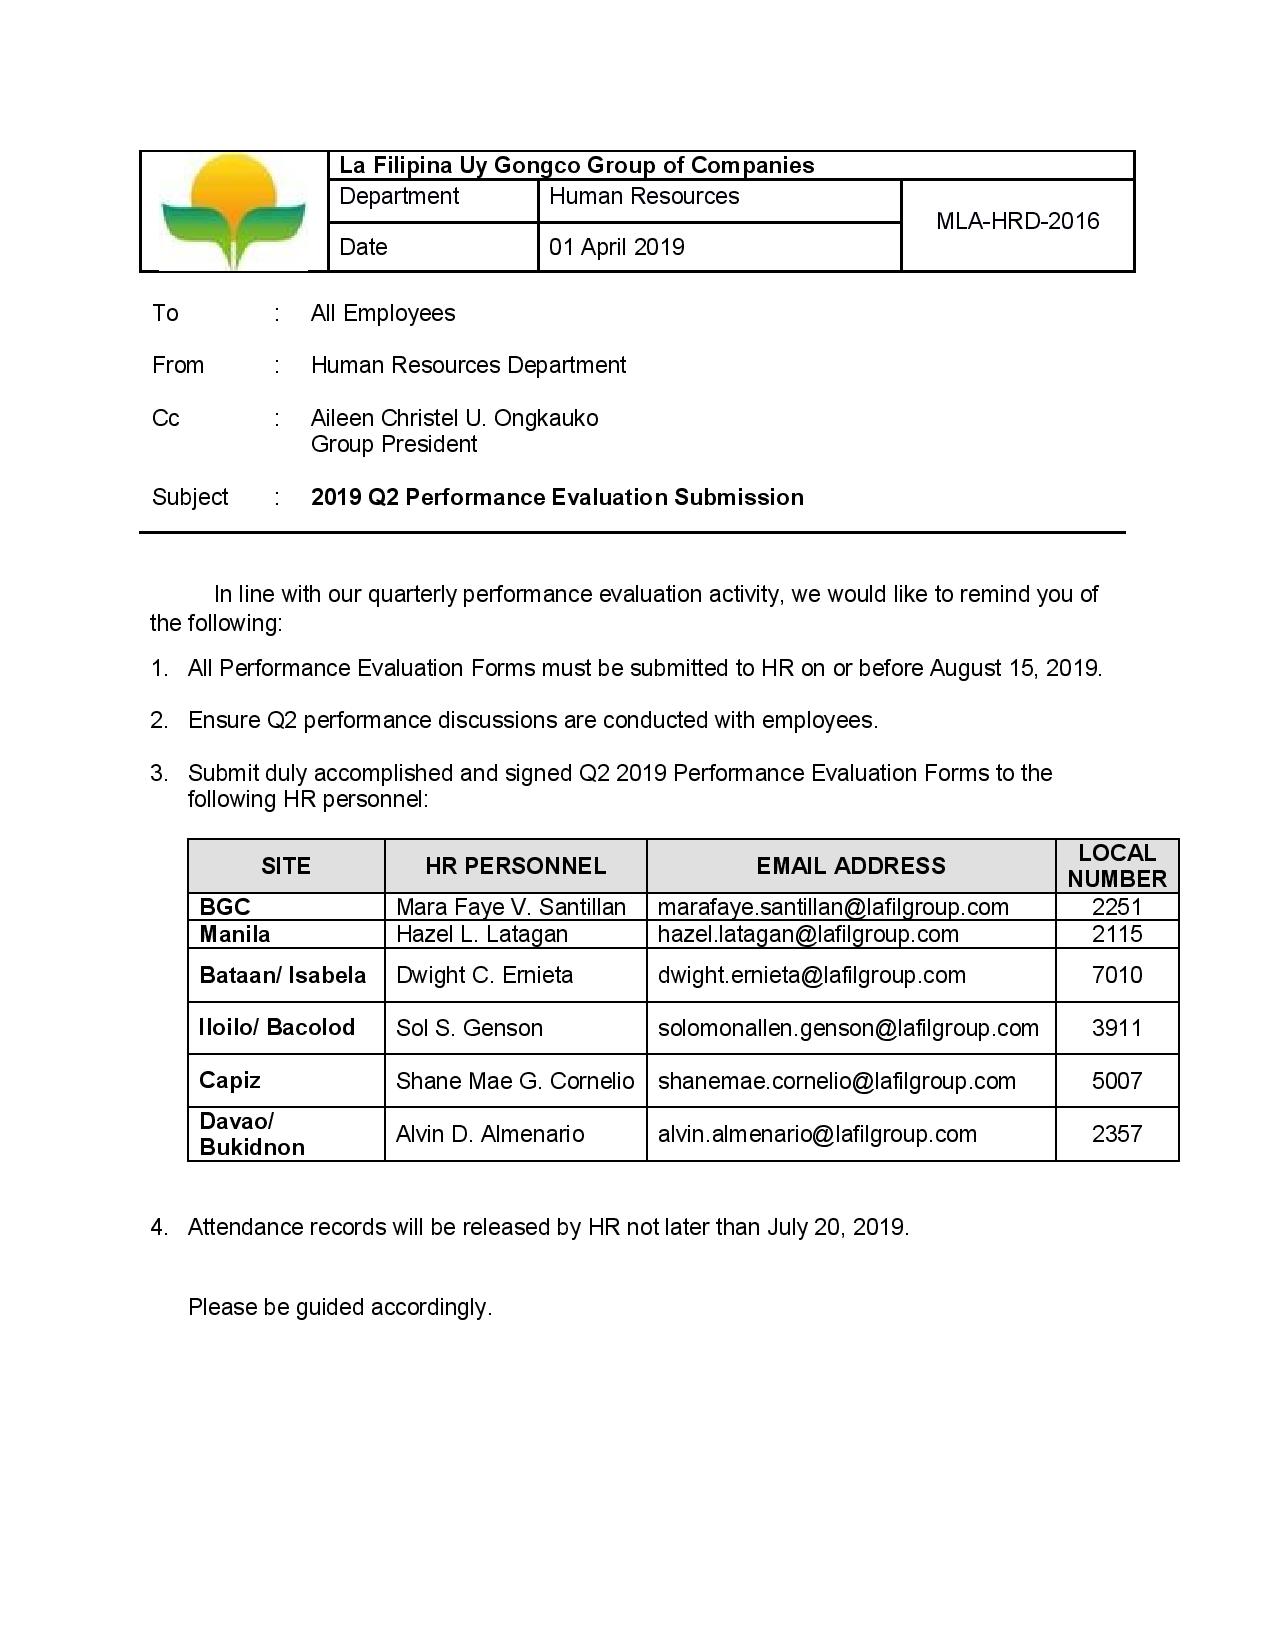 La Filipina Uy Gongco Group of Companies
Department Human Resources
MLA-HRD-2016
Date 01 April 2019
To : All Employees
From : Human Resources Department
Cc : Aileen Christel U. Ongkauko
Group President
Subject : 2019 Q2 Performance Evaluation Submission
In line with our quarterly performance evaluation activity, we would like to remind you of
the following:
1. All Performance Evaluation Forms must be submitted to HR on or before August 15, 2019.
2. Ensure Q2 performance discussions are conducted with employees.
3. Submit duly accomplished and signed Q2 2019 Performance Evaluation Forms to the
following HR personnel:
SITE HR PERSONNEL EMAIL ADDRESS LOCAL
NUMBER
BGC Mara Faye V. Santillan marafaye.santillan@lafilgroup.com 2251
Manila Hazel L. Latagan hazel.latagan@lafilgroup.com 2115
Bataan/ Isabela Dwight C. Ernieta dwight.ernieta@lafilgroup.com 7010
Iloilo/ Bacolod Sol S. Genson solomonallen.genson@lafilgroup.com 3911
Capiz Shane Mae G. Cornelio shanemae.cornelio@lafilgroup.com 5007
Davao/
Bukidnon Alvin D. Almenario alvin.almenario@lafilgroup.com 2357
4. Attendance records will be released by HR not later than July 20, 2019.
Please be guided accordingly.